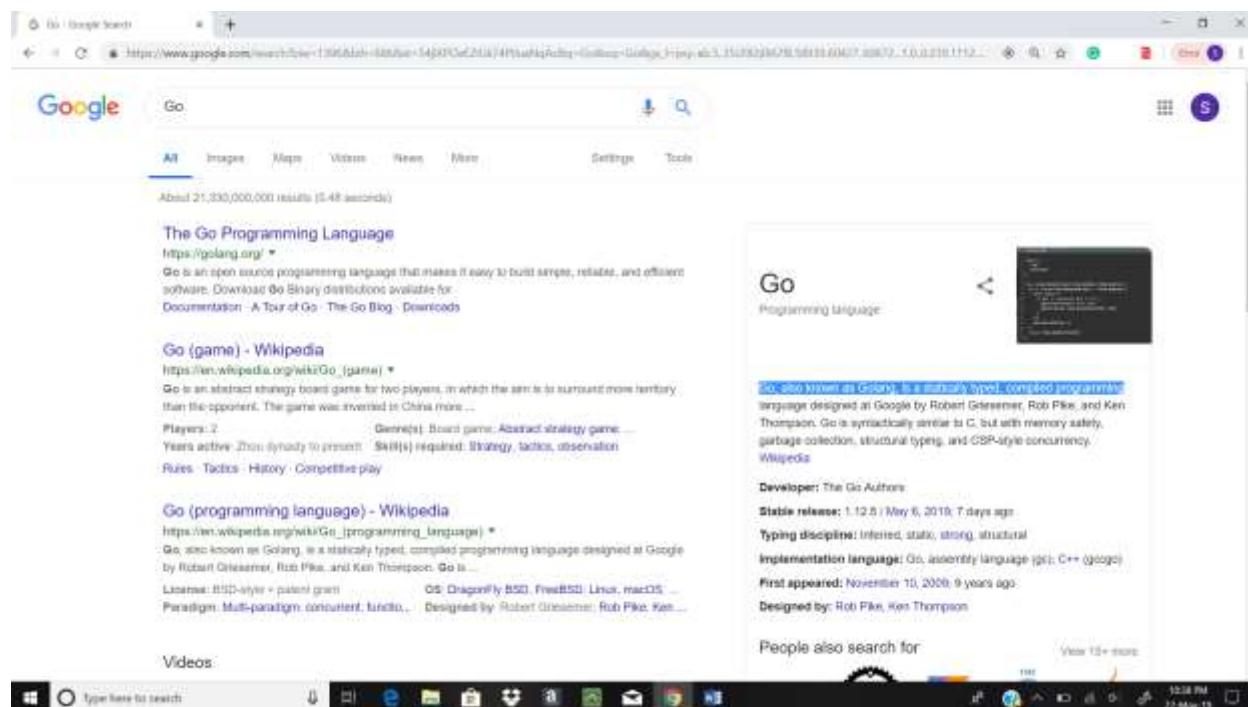 Go - Google Search
Google
Go
S
All Images Maps Videos News More Settings Tools
About 21,330,000,000 results (0.48 seconds)
The Go Programming Language
https://golang.org/
Go is an open source programming language that makes it easy to build simple, reliable, and efficient
software. Download Go Binary distributions available for
Documentation · A Tour of Go · The Go Blog · Downloads
Go (game) - Wikipedia
https://en.wikipedia.org/wiki/Go_(game)
Go is an abstract strategy board game for two players, in which the aim is to surround more territory
than the opponent. The game was invented in China more ...
Players: 2 Genre(s): Board game; Abstract strategy game; ...
Years active: Zhou dynasty to present Skill(s) required: Strategy, tactics, observation
Rules · Tactics · History · Competitive play
Go (programming language) - Wikipedia
https://en.wikipedia.org/wiki/Go_(programming_language)
Go, also known as Golang, is a statically typed, compiled programming language designed at Google
by Robert Griesemer, Rob Pike, and Ken Thompson. Go is ...
License: BSD-style + patent grant OS: DragonFly BSD, FreeBSD, Linux, macOS, ...
Paradigm: Multi-paradigm: concurrent, functio... Designed by: Robert Griesemer; Rob Pike; Ken ...
Videos
Go
Programming language
Go, also known as Golang, is a statically typed, compiled programming
language designed at Google by Robert Griesemer, Rob Pike, and Ken
Thompson. Go is syntactically similar to C, but with memory safety,
garbage collection, structural typing, and CSP-style concurrency.
Wikipedia
Developer: The Go Authors
Stable release: 1.12.5 / May 6, 2019; 7 days ago
Typing discipline: Inferred, static, strong, structural
Implementation language: Go, assembly language (gc); C++ (gccgo)
First appeared: November 10, 2009; 9 years ago
Designed by: Rob Pike, Ken Thompson
People also search for View 15+ more
Type here to search
10:38 PM